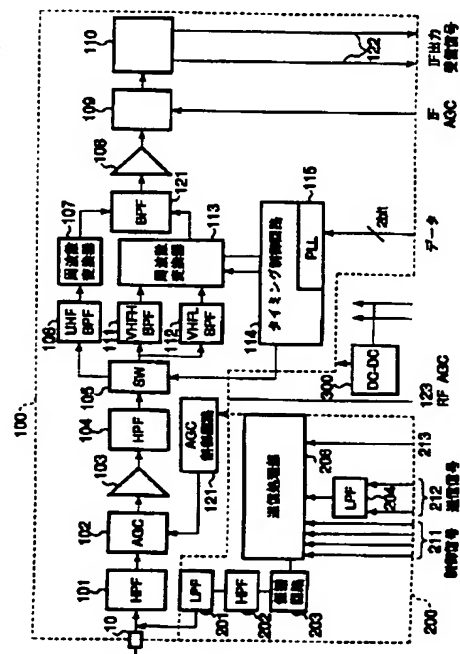 100
10
101
HPF
102
AGC
103
104
HPF
105
SW
106
UHF
BPF
107
周波数
変換器
111
VHFH
BPF
112
VHFL
BPF
113
周波数
変換器
121
BPF
108
109
110
122
114
タイミング制御回路
PLL
115
121
AGC
制御回路
201
LPF
202
HPF
203
206
送信処理部
LPF
204
300
DC-DC
200
211
制御信号
212
送信信号
213
123
RF AGC
2bit
データ
IF
AGC
IF出力
受信信号